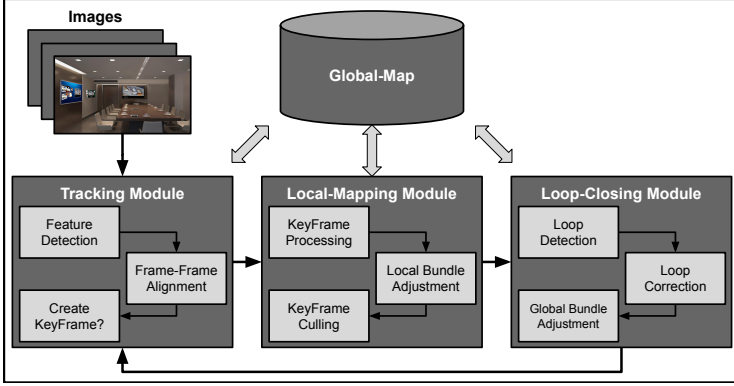 Images
Global-Map
Tracking Module
Feature
Detection
Frame-Frame
Alignment
Create
KeyFrame?
Local-Mapping Module
KeyFrame
Processing
Local Bundle
Adjustment
KeyFrame
Culling
Loop-Closing Module
Loop
Detection
Loop
Correction
Global Bundle
Adjustment